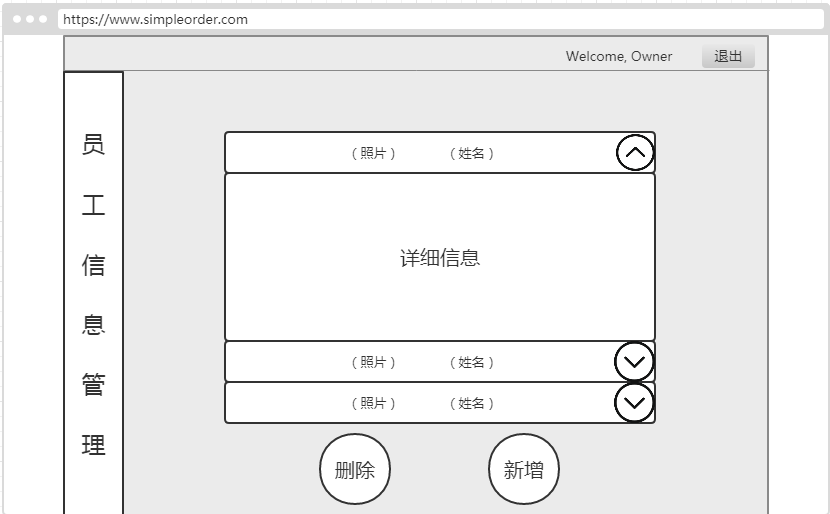 https://www.simpleorder.com
Welcome, Owner
退出
员
工
信
息
管
理
（照片）
（姓名）
详细信息
（照片）
（姓名）
（照片）
（姓名）
删除
新增